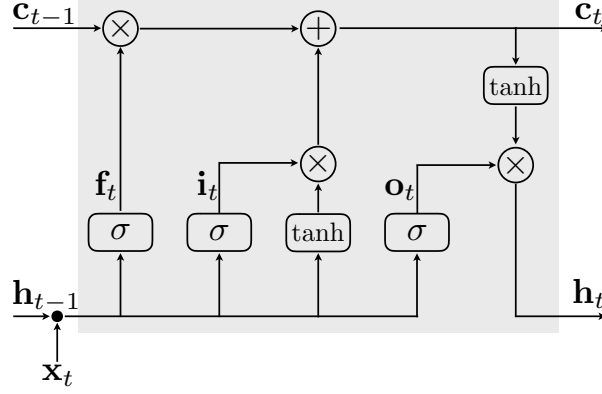 c_{t−1} × + c_t
tanh
× ×
f_t i_t o_t
σ σ tanh σ
h_{t−1} h_t
x_t